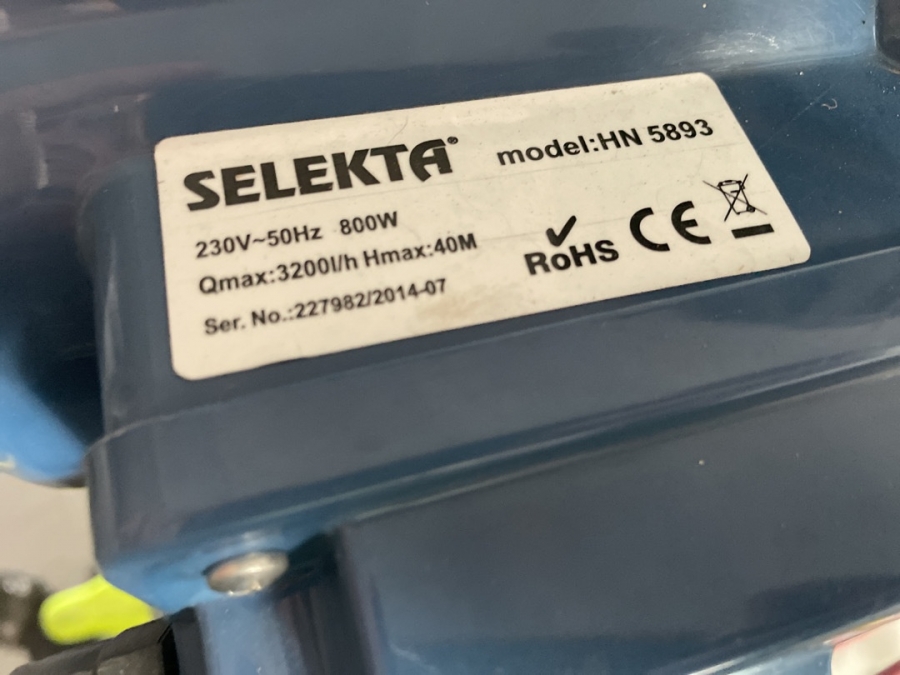 SELEKTA® model:HN 5893
230V~50Hz 800W
Qmax:3200l/h Hmax:40M
Ser. No.:227982/2014-07
RoHS CE